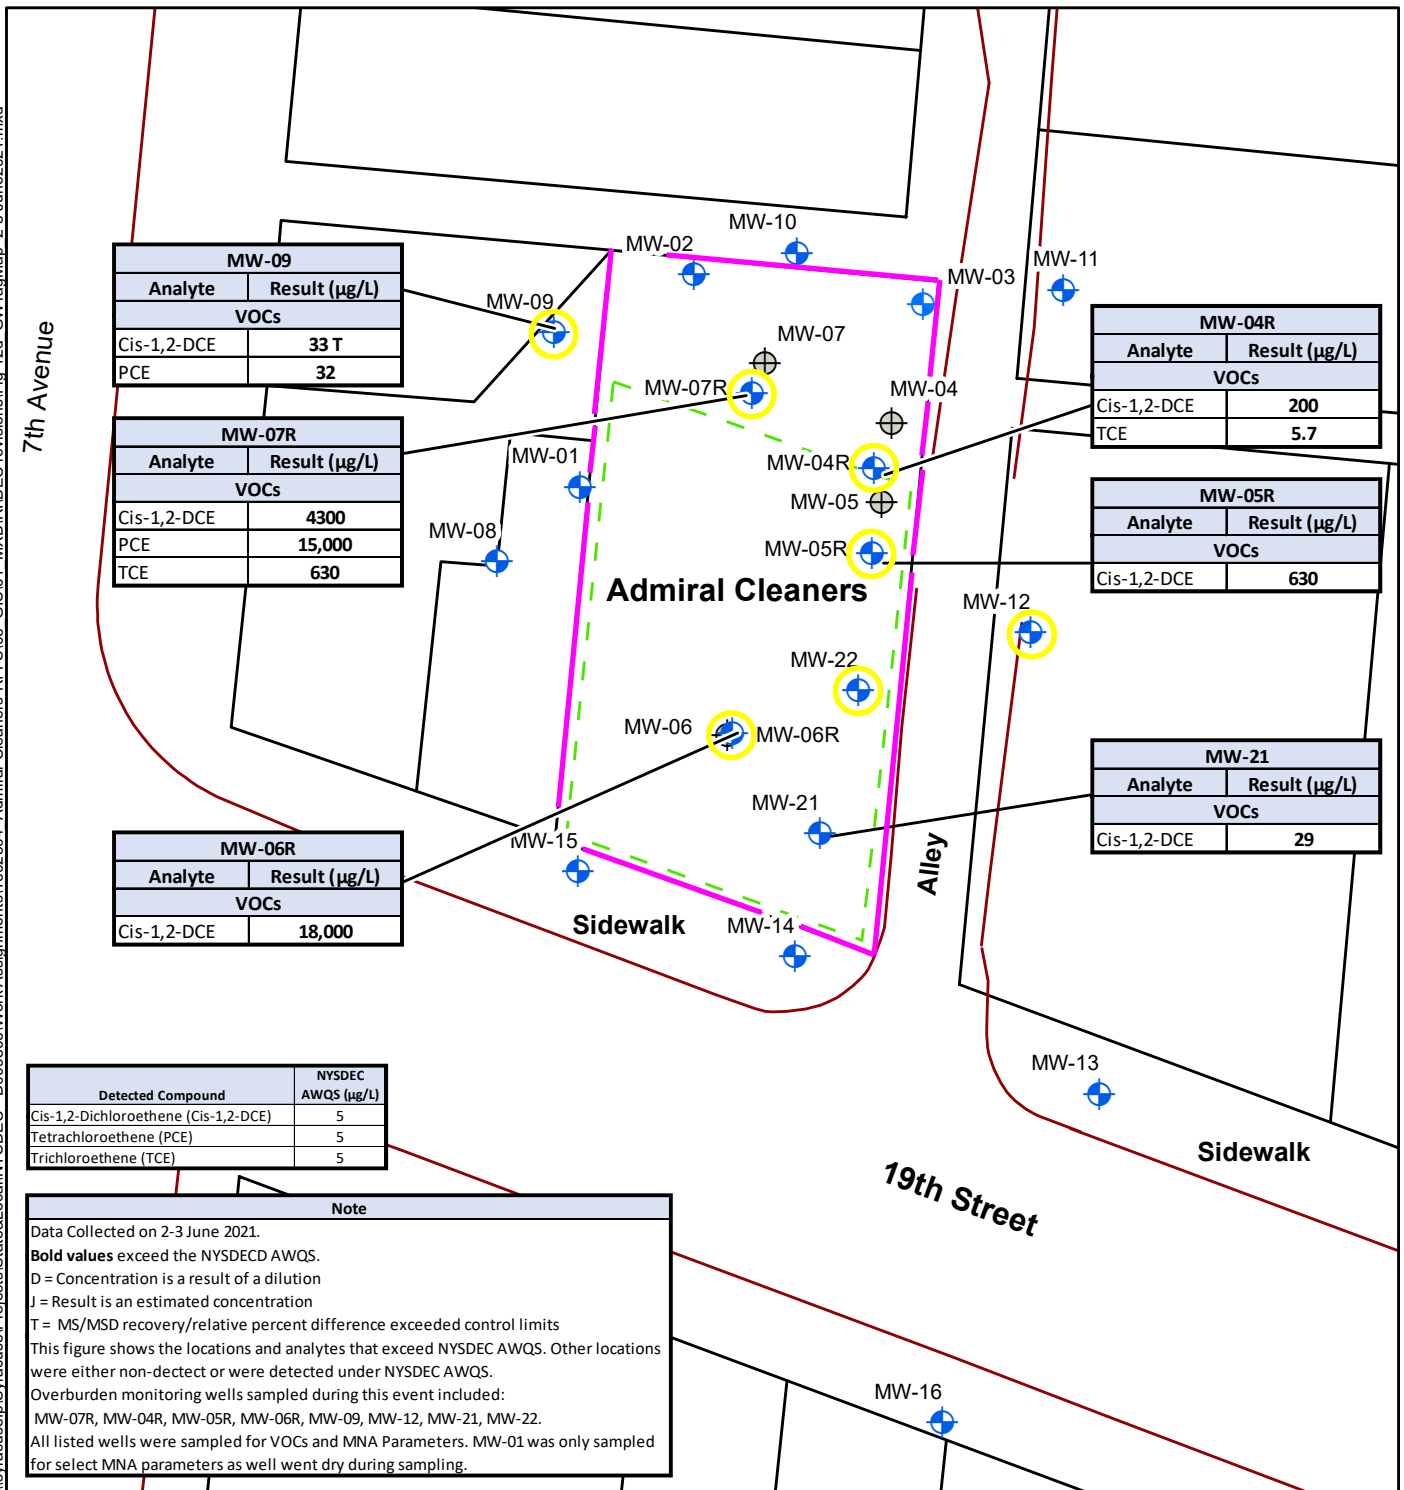 MW-10
MW-02
MW-03
MW-11
MW-09
Analyte Result (µg/L)
VOCs
Cis-1,2-DCE 33 T
PCE 32
MW-09
7th Avenue
MW-07
MW-07R
MW-04
MW-04R
Analyte Result (µg/L)
VOCs
Cis-1,2-DCE 200
TCE 5.7
MW-07R
Analyte Result (µg/L)
VOCs
Cis-1,2-DCE 4300
PCE 15,000
TCE 630
MW-01
MW-04R
MW-05
MW-08
MW-05R
MW-05R
Analyte Result (µg/L)
VOCs
Cis-1,2-DCE 630
Admiral Cleaners
MW-12
MW-22
MW-06
MW-06R
MW-21
MW-21
Analyte Result (µg/L)
VOCs
Cis-1,2-DCE 29
MW-15
MW-06R
Analyte Result (µg/L)
VOCs
Cis-1,2-DCE 18,000
Alley
Sidewalk
MW-14
MW-13
Sidewalk
19th Street
Detected Compound NYSDEC AWQS (µg/L)
Cis-1,2-Dichloroethene (Cis-1,2-DCE) 5
Tetrachloroethene (PCE) 5
Trichloroethene (TCE) 5
Note
Data Collected on 2-3 June 2021.
Bold values exceed the NYSDECD AWQS.
D = Concentration is a result of a dilution
J = Result is an estimated concentration
T = MS/MSD recovery/relative percent difference exceeded control limits
This figure shows the locations and analytes that exceed NYSDEC AWQS. Other locations
were either non-dectect or were detected under NYSDEC AWQS.
Overburden monitoring wells sampled during this event included:
MW-07R, MW-04R, MW-05R, MW-06R, MW-09, MW-12, MW-21, MW-22.
All listed wells were sampled for VOCs and MNA Parameters. MW-01 was only sampled
for select MNA parameters as well went dry during sampling.
MW-16